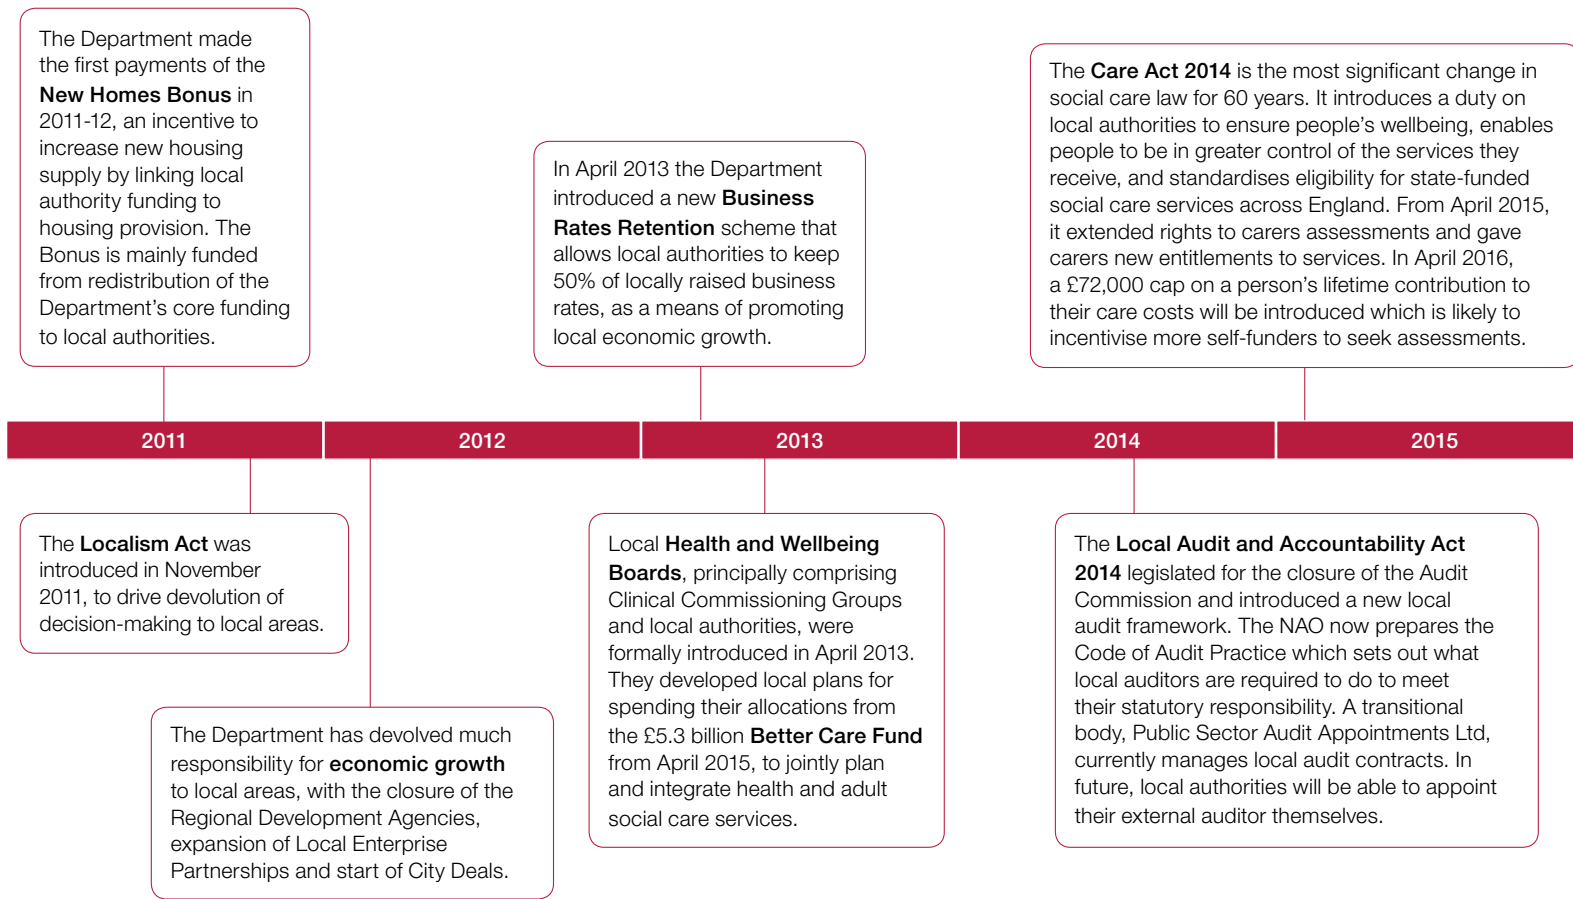 The Department made
the first payments of the
New Homes Bonus in
2011-12, an incentive to
increase new housing
supply by linking local
authority funding to
housing provision. The
Bonus is mainly funded
from redistribution of the
Department’s core funding
to local authorities.
In April 2013 the Department
introduced a new Business
Rates Retention scheme that
allows local authorities to keep
50% of locally raised business
rates, as a means of promoting
local economic growth.
The Care Act 2014 is the most significant change in
social care law for 60 years. It introduces a duty on
local authorities to ensure people’s wellbeing, enables
people to be in greater control of the services they
receive, and standardises eligibility for state-funded
social care services across England. From April 2015,
it extended rights to carers assessments and gave
carers new entitlements to services. In April 2016,
a £72,000 cap on a person’s lifetime contribution to
their care costs will be introduced which is likely to
incentivise more self-funders to seek assessments.
2011 2012 2013 2014 2015
The Localism Act was
introduced in November
2011, to drive devolution of
decision-making to local areas.
The Department has devolved much
responsibility for economic growth
to local areas, with the closure of the
Regional Development Agencies,
expansion of Local Enterprise
Partnerships and start of City Deals.
Local Health and Wellbeing
Boards, principally comprising
Clinical Commissioning Groups
and local authorities, were
formally introduced in April 2013.
They developed local plans for
spending their allocations from
the £5.3 billion Better Care Fund
from April 2015, to jointly plan
and integrate health and adult
social care services.
The Local Audit and Accountability Act
2014 legislated for the closure of the Audit
Commission and introduced a new local
audit framework. The NAO now prepares the
Code of Audit Practice which sets out what
local auditors are required to do to meet
their statutory responsibility. A transitional
body, Public Sector Audit Appointments Ltd,
currently manages local audit contracts. In
future, local authorities will be able to appoint
their external auditor themselves.